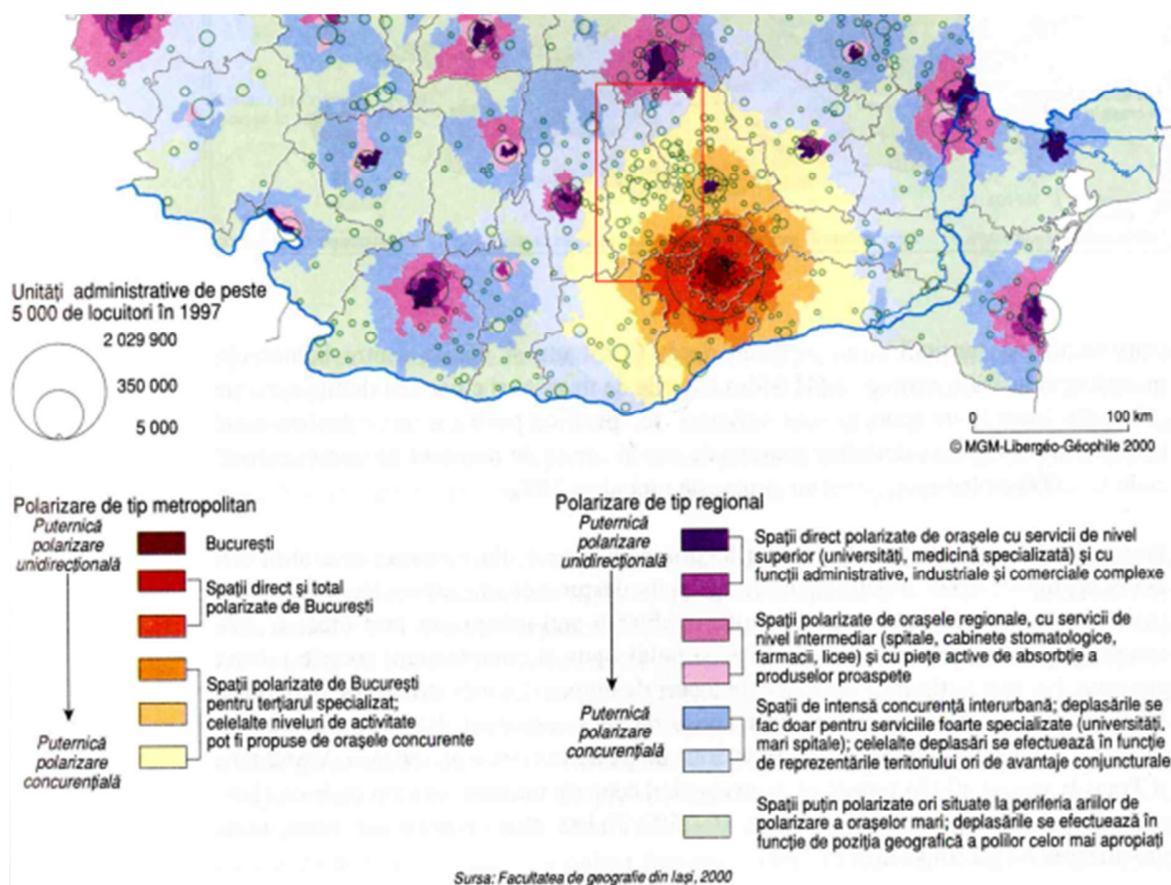 Unități administrative de peste
5 000 de locuitori în 1997
2 029 900
350 000
5 000
0
100 km
© MGM-Libergéo-Géophile 2000
Polarizare de tip metropolitan
Puternică
polarizare
unidirecțională
Puternică
polarizare
concurențială
București
Spații direct și total
polarizate de București
Spații polarizate de București
pentru terțiarul specializat;
celelalte niveluri de activitate
pot fi propuse de orașele concurente
Polarizare de tip regional
Puternică
polarizare
unidirecțională
Puternică
polarizare
concurențială
Spații direct polarizate de orașele cu servicii de nivel
superior (universități, medicină specializată) și cu
funcții administrative, industriale și comerciale complexe
Spații polarizate de orașele regionale, cu servicii de
nivel intermediar (spitale, cabinete stomatologice,
farmacii, licee) și cu piețe active de absorbție a
produselor proaspete
Spații de intensă concurență interurbană; deplasările se
fac doar pentru serviciile foarte specializate (universități,
mari spitale); celelalte deplasări se efectuează în funcție
de reprezentările teritoriului ori de avantaje conjuncturale
Spații puțin polarizate ori situate la periferia ariilor de
polarizare a orașelor mari; deplasările se efectuează în
funcție de poziția geografică a polilor celor mai apropiați
Sursa: Facultatea de geografie din Iași, 2000